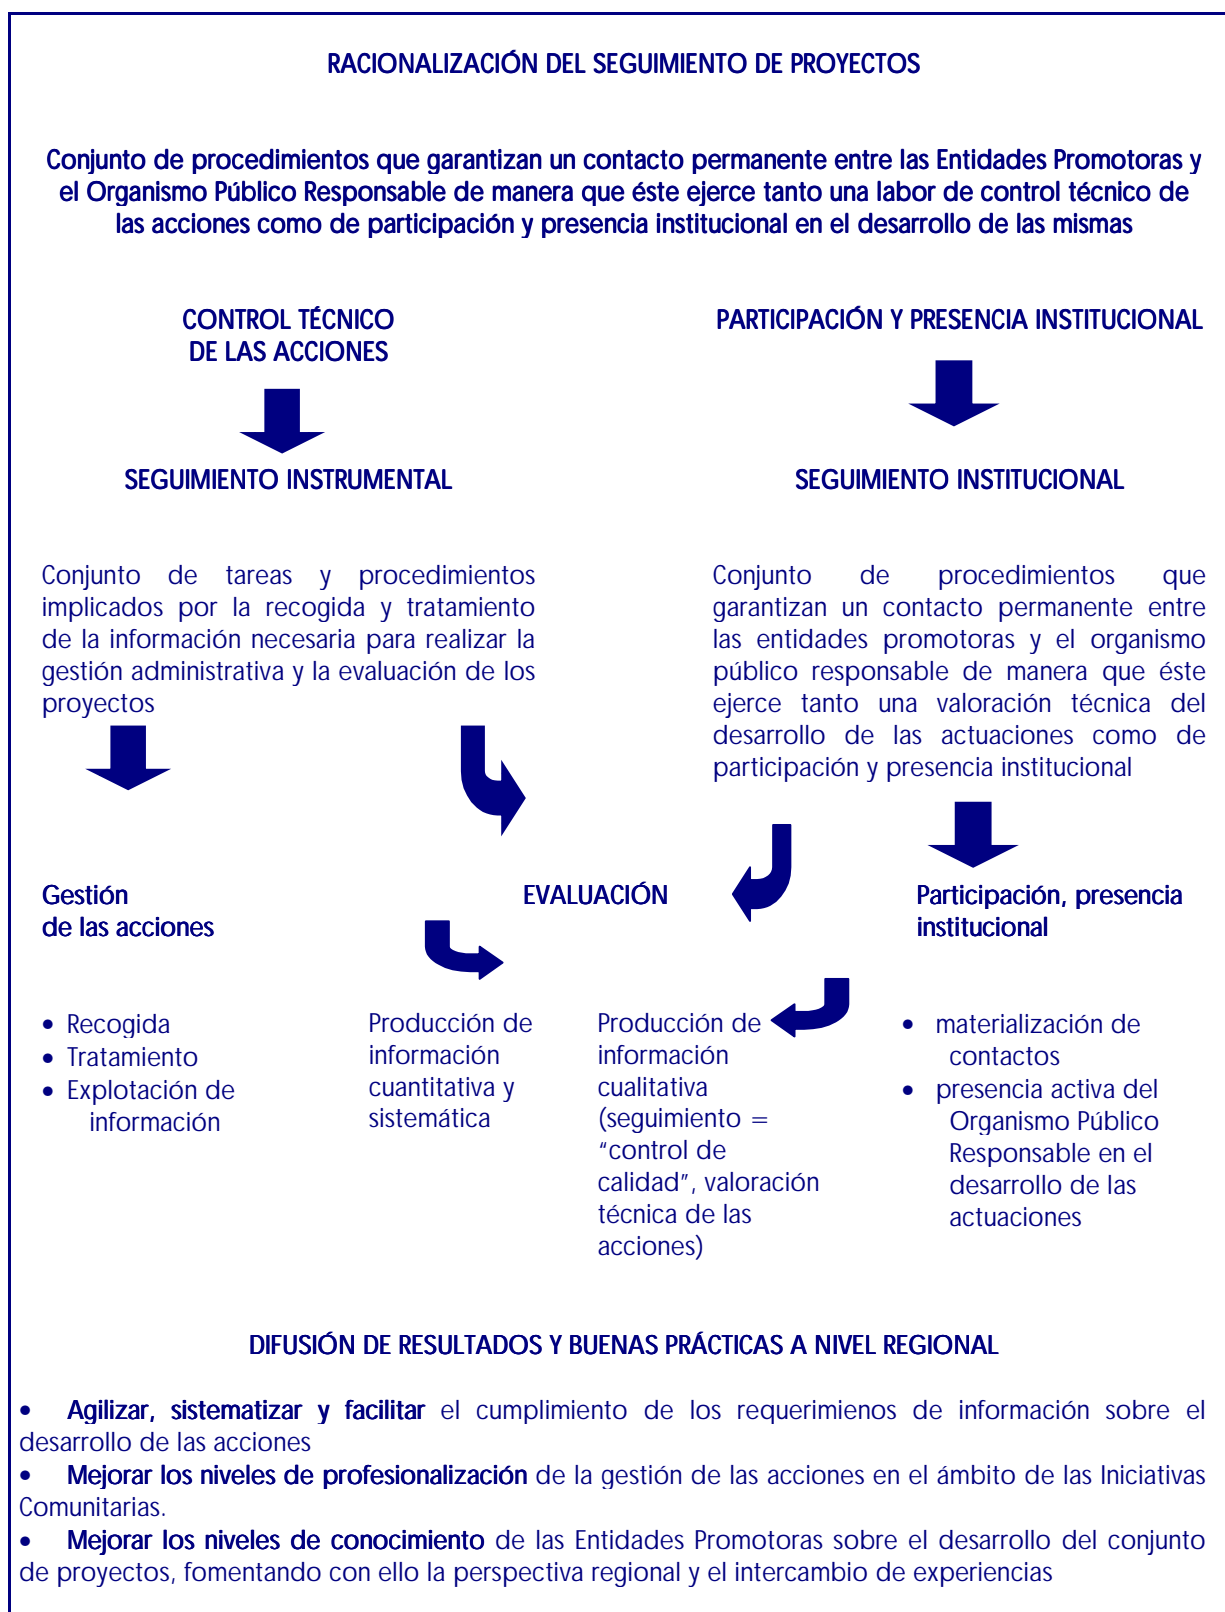 RACIONALIZACIÓN DEL SEGUIMIENTO DE PROYECTOS
Conjunto de procedimientos que garantizan un contacto permanente entre las Entidades Promotoras y
el Organismo Público Responsable de manera que éste ejerce tanto una labor de control técnico de
las acciones como de participación y presencia institucional en el desarrollo de las mismas
CONTROL TÉCNICO
DE LAS ACCIONES
SEGUIMIENTO INSTRUMENTAL
Conjunto de tareas y procedimientos
implicados por la recogida y tratamiento
de la información necesaria para realizar la
gestión administrativa y la evaluación de los
proyectos
PARTICIPACIÓN Y PRESENCIA INSTITUCIONAL
SEGUIMIENTO INSTITUCIONAL
Conjunto de procedimientos que
garantizan un contacto permanente entre
las entidades promotoras y el organismo
público responsable de manera que éste
ejerce tanto una valoración técnica del
desarrollo de las actuaciones como de
participación y presencia institucional
Gestión
de las acciones
• Recogida
• Tratamiento
• Explotación de
información
EVALUACIÓN
Producción de
información
cuantitativa y
sistemática
Producción de
información
cualitativa
(seguimiento =
“control de
calidad”, valoración
técnica de las
acciones)
Participación, presencia
institucional
• materialización de
contactos
• presencia activa del
Organismo Público
Responsable en el
desarrollo de las
actuaciones
DIFUSIÓN DE RESULTADOS Y BUENAS PRÁCTICAS A NIVEL REGIONAL
• Agilizar, sistematizar y facilitar el cumplimiento de los requerimienos de información sobre el
desarrollo de las acciones
• Mejorar los niveles de profesionalización de la gestión de las acciones en el ámbito de las Iniciativas
Comunitarias.
• Mejorar los niveles de conocimiento de las Entidades Promotoras sobre el desarrollo del conjunto
de proyectos, fomentando con ello la perspectiva regional y el intercambio de experiencias